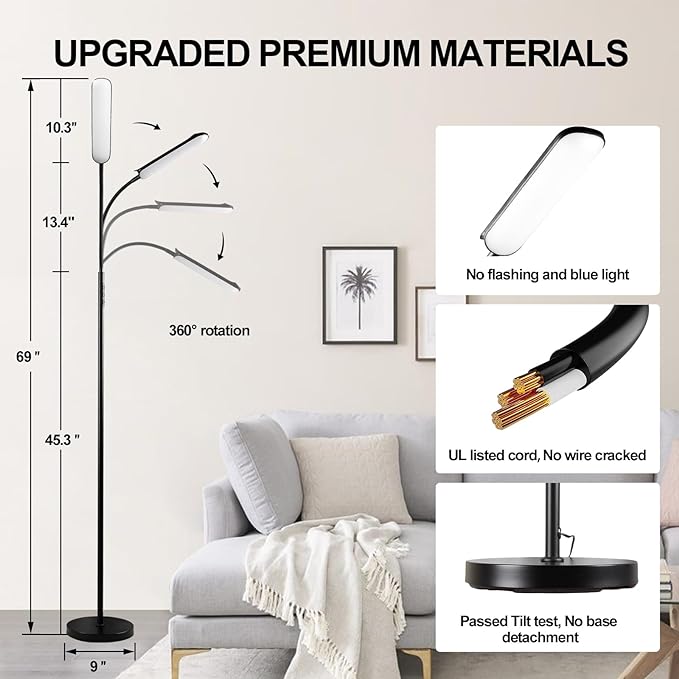 UPGRADED PREMIUM MATERIALS
10.3"
13.4"
69 "
45.3 "
9 "
360° rotation
No flashing and blue light
UL listed cord, No wire cracked
Passed Tilt test, No base
detachment